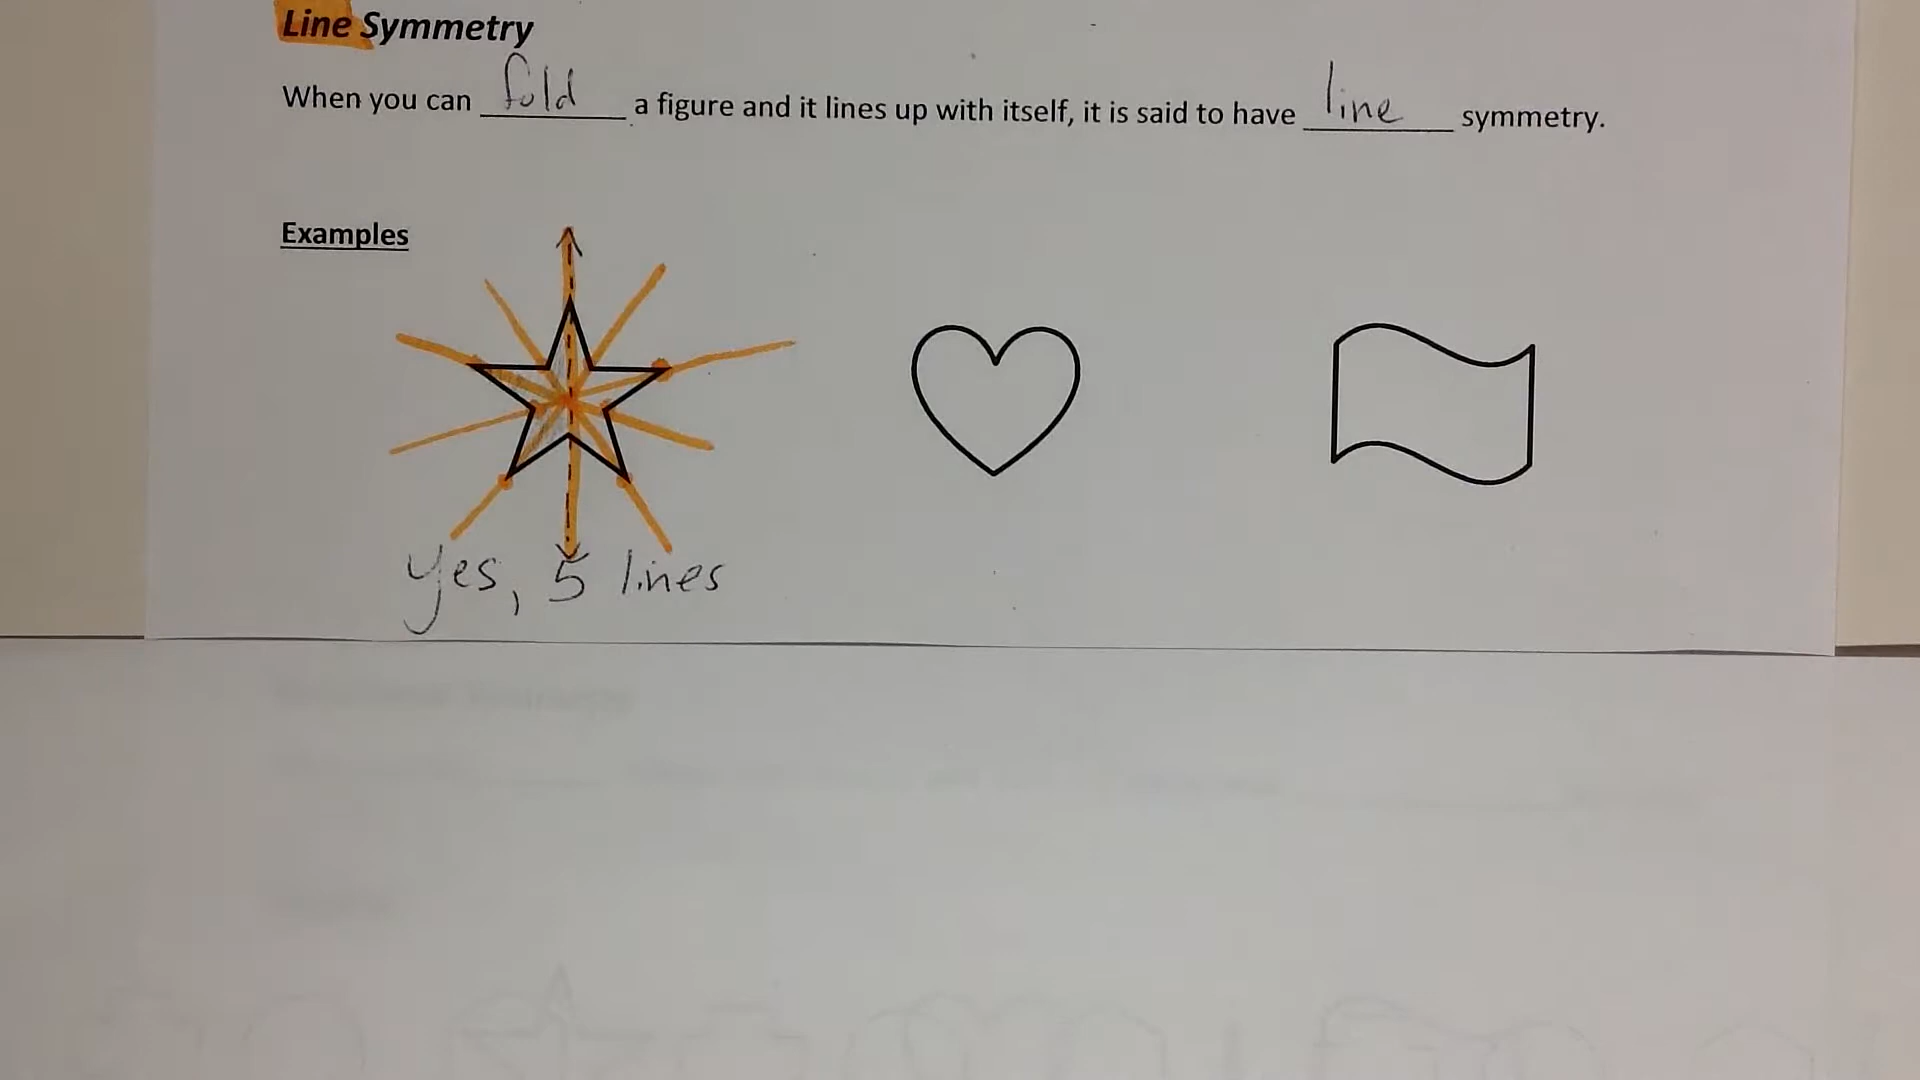 Line Symmetry
When you can fold a figure and it lines up with itself, it is said to have line symmetry.
Examples
yes, 5 lines